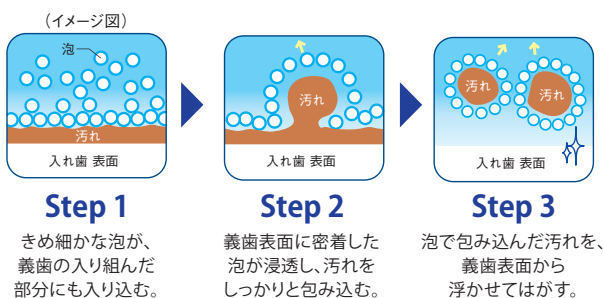 (イメージ図)
泡
汚れ
入れ歯 表面
汚れ
入れ歯 表面
汚れ
汚れ
入れ歯 表面
Step 1
きめ細かな泡が、
義歯の入り組んだ
部分にも入り込む。
Step 2
義歯表面に密着した
泡が浸透し、汚れを
しっかりと包み込む。
Step 3
泡で包み込んだ汚れを、
義歯表面から
浮かせてはがす。